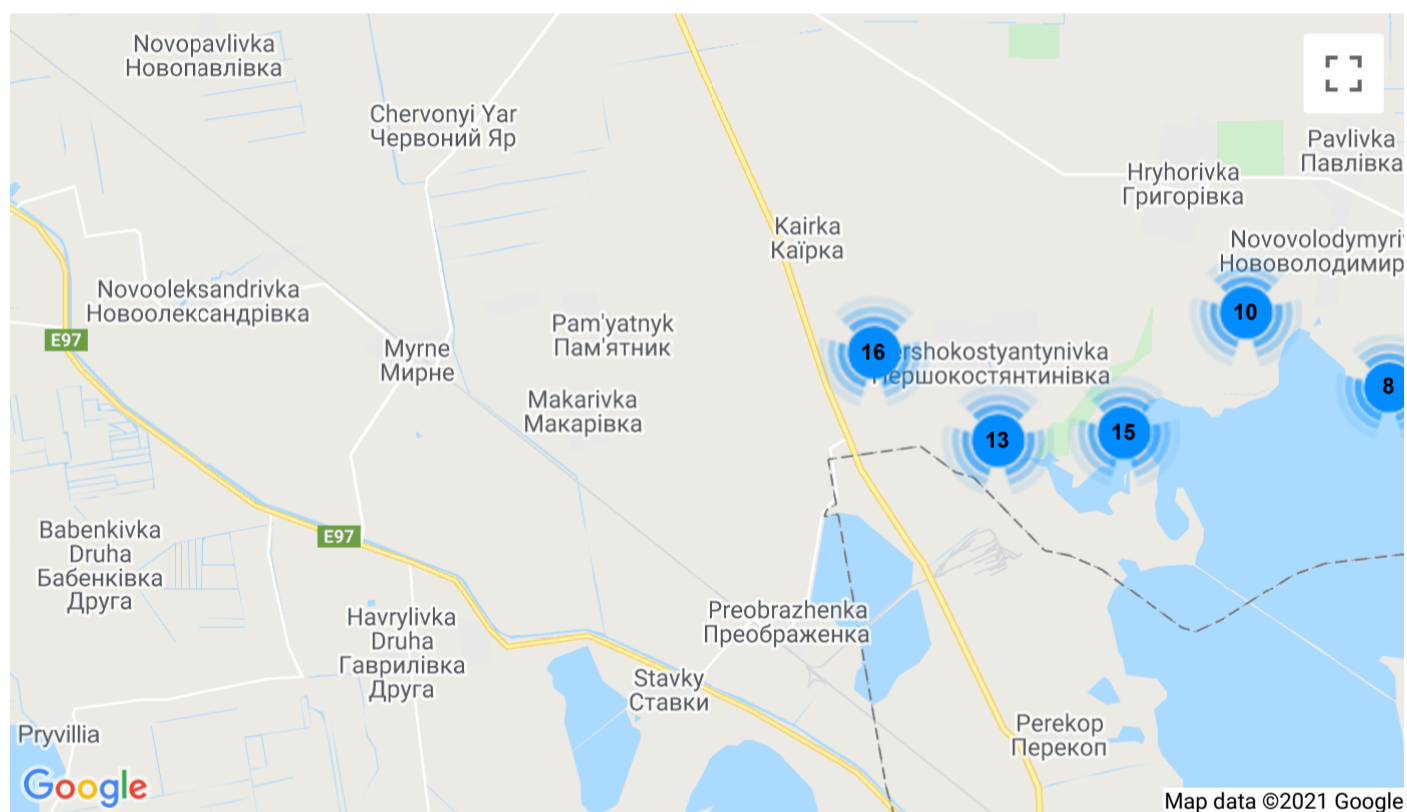 Novopavlivka
Новопавлівка
Chervonyi Yar
Червоний Яр
Pavlivka
Павлівка
Hryhorivka
Григорівка
Kairka
Каїрка
Novovolodymyri
Нововолодимир
Novooleksandrivka
Новоолександрівка
10
E97
Pam'yatnyk
Пам'ятник
Myrne
Мирне
16
ershokostyantynivka
Першокостянтинівка
8
Makarivka
Макарівка
13
15
Babenkivka
Druha
Бабенківка
Друга
E97
Havrylivka
Druha
Гаврилівка
Друга
Preobrazhenka
Преображенка
Stavky
Ставки
Pryvillia
Perekop
Перекоп
Google
Map data ©2021 Google